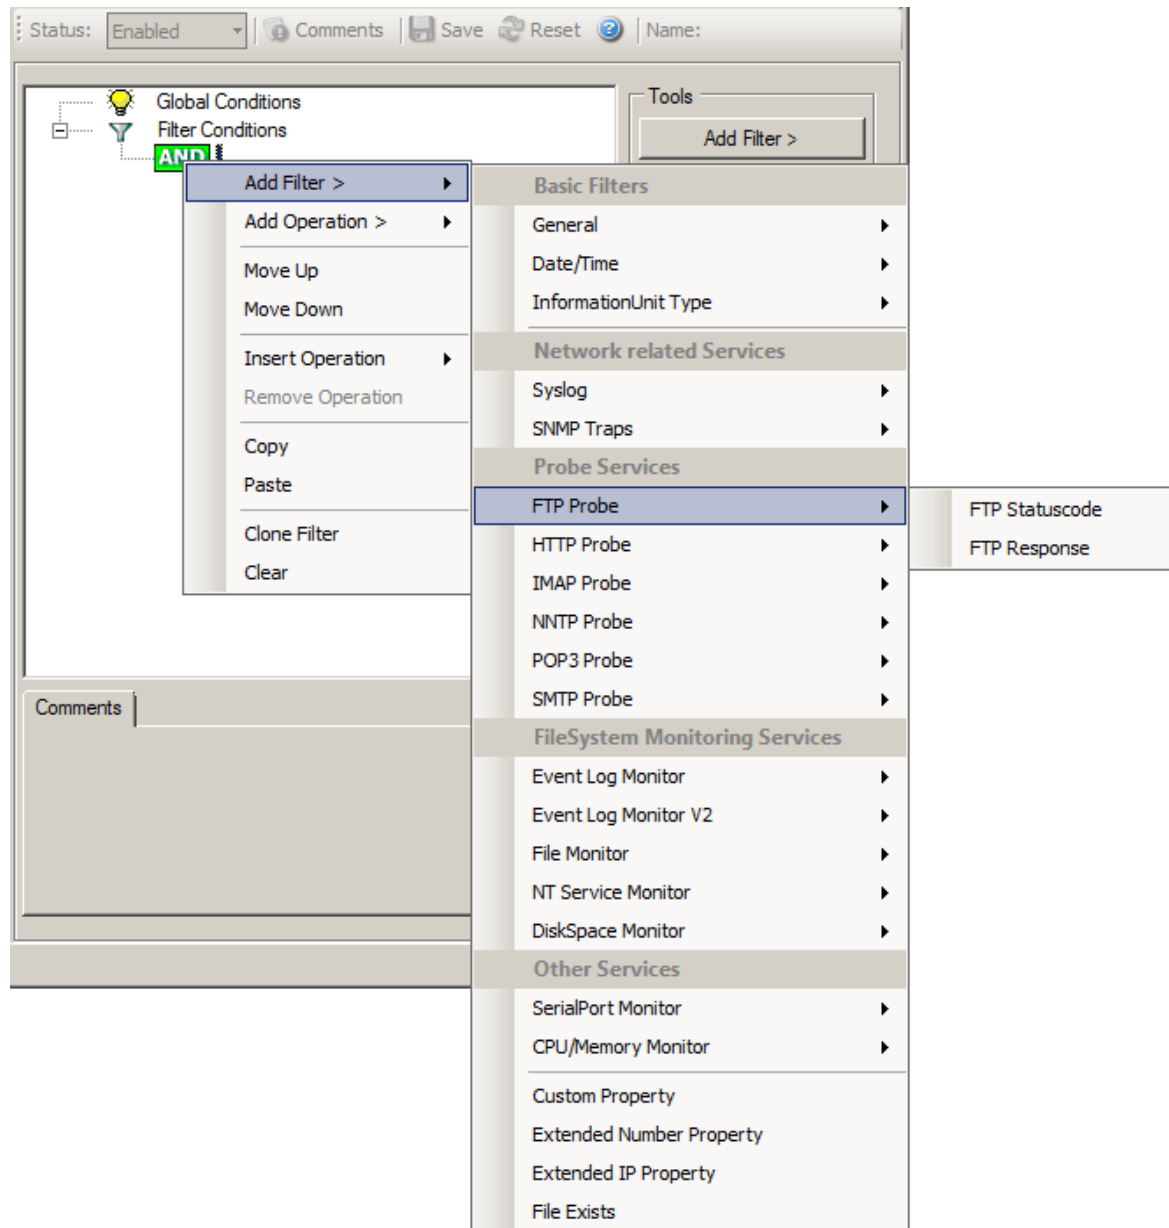 Status: Enabled Comments Save Reset Name:
Global Conditions
Filter Conditions
AND
Tools
Add Filter >
Add Filter >
Add Operation >
Move Up
Move Down
Insert Operation
Remove Operation
Copy
Paste
Clone Filter
Clear
Basic Filters
General
Date/Time
InformationUnit Type
Network related Services
Syslog
SNMP Traps
Probe Services
FTP Probe
HTTP Probe
IMAP Probe
NNTP Probe
POP3 Probe
SMTP Probe
FileSystem Monitoring Services
Event Log Monitor
Event Log Monitor V2
File Monitor
NT Service Monitor
DiskSpace Monitor
Other Services
SerialPort Monitor
CPU/Memory Monitor
Custom Property
Extended Number Property
Extended IP Property
File Exists
FTP Statuscode
FTP Response
Comments